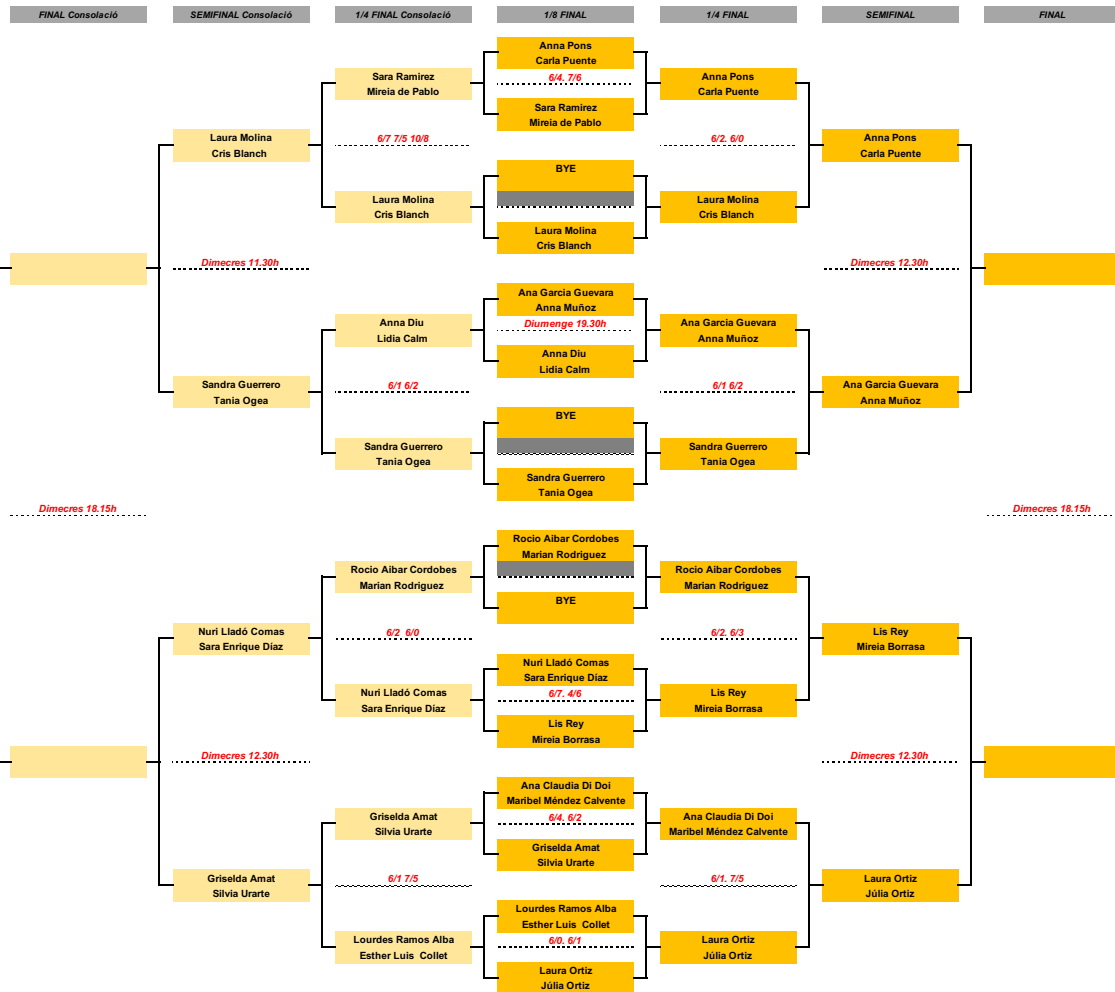 FINAL Consolació
SEMIFINAL Consolació
1/4 FINAL Consolació
1/8 FINAL
1/4 FINAL
SEMIFINAL
FINAL
Anna Pons
Carla Puente
Sara Ramirez
Mireia de Pablo
6/4. 7/6
Anna Pons
Carla Puente
Sara Ramirez
Mireia de Pablo
Laura Molina
Cris Blanch
6/7 7/5 10/8
6/2. 6/0
Anna Pons
Carla Puente
BYE
Laura Molina
Cris Blanch
Laura Molina
Cris Blanch
Laura Molina
Cris Blanch
Dimecres 11.30h
Dimecres 12.30h
Ana Garcia Guevara
Anna Muñoz
Anna Diu
Lidia Calm
Diumenge 19.30h
Ana Garcia Guevara
Anna Muñoz
Anna Diu
Lidia Calm
Sandra Guerrero
Tania Ogea
6/1 6/2
6/1 6/2
Ana Garcia Guevara
Anna Muñoz
BYE
Sandra Guerrero
Tania Ogea
Sandra Guerrero
Tania Ogea
Sandra Guerrero
Tania Ogea
Dimecres 18.15h
Dimecres 18.15h
Rocio Aibar Cordobes
Marian Rodriguez
Rocio Aibar Cordobes
Marian Rodriguez
Rocio Aibar Cordobes
Marian Rodriguez
BYE
Nuri Lladó Comas
Sara Enrique Díaz
6/2  6/0
6/2. 6/3
Lis Rey
Mireia Borrasa
Nuri Lladó Comas
Sara Enrique Díaz
Nuri Lladó Comas
Sara Enrique Díaz
6/7. 4/6
Lis Rey
Mireia Borrasa
Lis Rey
Mireia Borrasa
Dimecres 12.30h
Dimecres 12.30h
Ana Claudia Di Doi
Maribel Méndez Calvente
Griselda Amat
Silvia Urarte
6/4. 6/2
Ana Claudia Di Doi
Maribel Méndez Calvente
Griselda Amat
Silvia Urarte
Griselda Amat
Silvia Urarte
6/1 7/5
6/1. 7/5
Laura Ortiz
Júlia Ortiz
Lourdes Ramos Alba
Esther Luis  Collet
Lourdes Ramos Alba
Esther Luis  Collet
6/0. 6/1
Laura Ortiz
Júlia Ortiz
Laura Ortiz
Júlia Ortiz